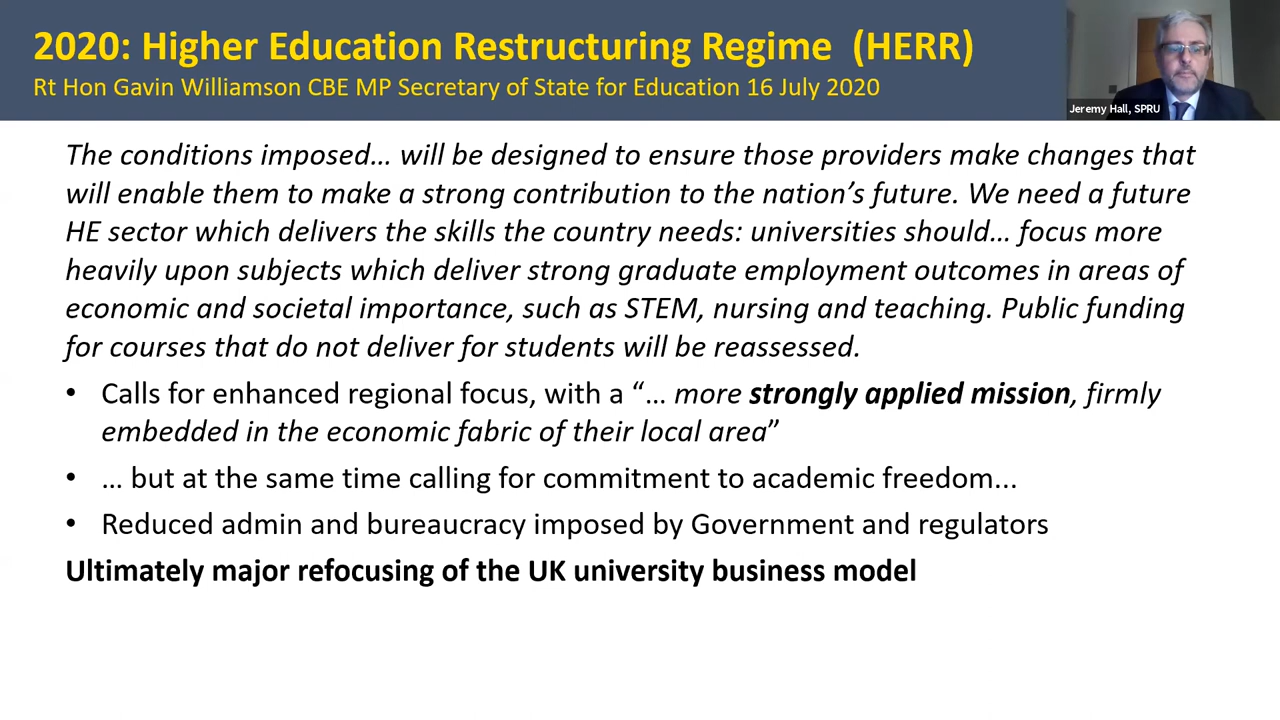 2020: Higher Education Restructuring Regime (HERR)
Rt Hon Gavin Williamson CBE MP Secretary of State for Education 16 July 2020
Jeremy Hall, SPRU
The conditions imposed… will be designed to ensure those providers make changes that
will enable them to make a strong contribution to the nation’s future. We need a future
HE sector which delivers the skills the country needs: universities should… focus more
heavily upon subjects which deliver strong graduate employment outcomes in areas of
economic and societal importance, such as STEM, nursing and teaching. Public funding
for courses that do not deliver for students will be reassessed.
• Calls for enhanced regional focus, with a “… more strongly applied mission, firmly
embedded in the economic fabric of their local area”
• … but at the same time calling for commitment to academic freedom...
• Reduced admin and bureaucracy imposed by Government and regulators
Ultimately major refocusing of the UK university business model